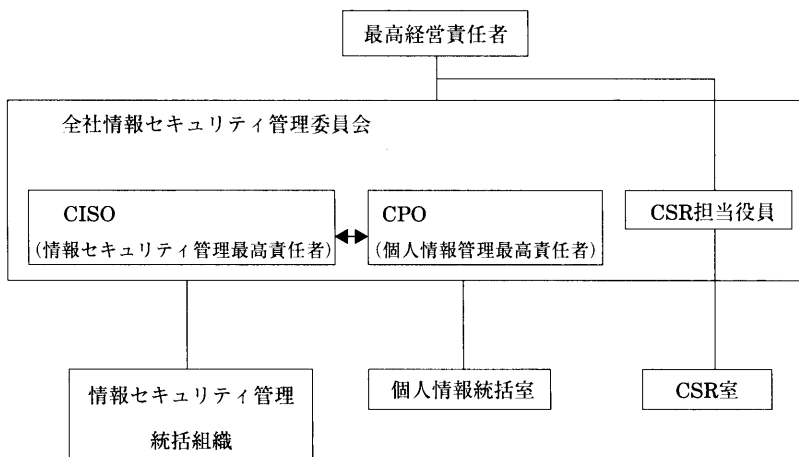 最高経営責任者
全社情報セキュリティ管理委員会
CISO
(情報セキュリティ管理最高責任者)
CPO
(個人情報管理最高責任者)
CSR担当役員
情報セキュリティ管理
統括組織
個人情報統括室
CSR室